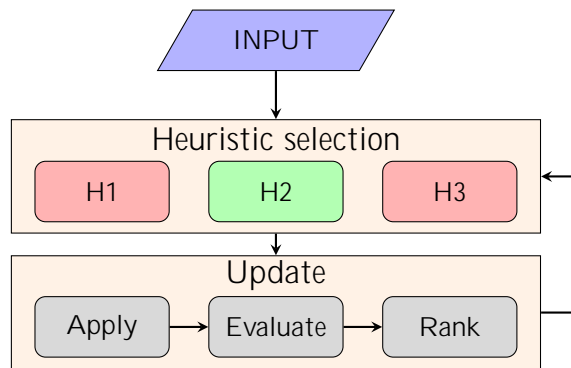 INPUT
Heuristic selection
H1 H2 H3
Update
Apply Evaluate Rank